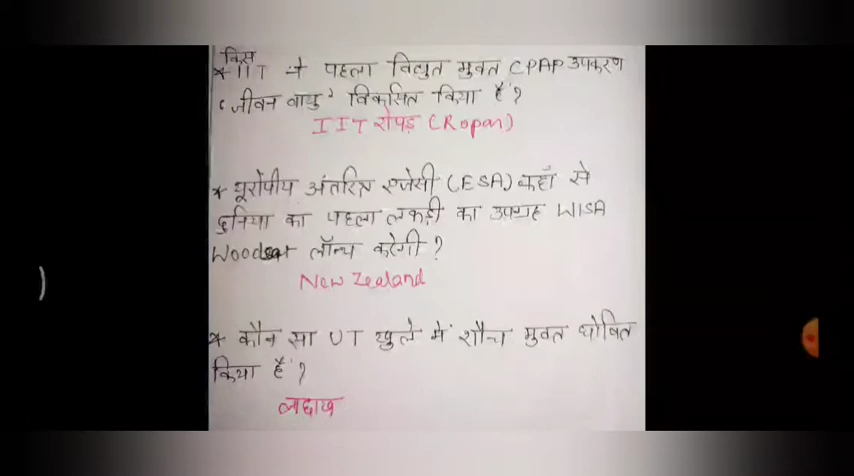 किस
* IIT ने पहला विद्युत मुक्त CPAP उपकरण
'जीवन वायु' विकसित किया है?
IIT रोपड़ (Ropan)
* यूरोपीय अंतरिक्ष एजेंसी (ESA) कहाँ से
दुनिया का पहला लकड़ी का उपग्रह WISA
Woodsat लॉन्च करेगी?
New Zealand
* कौन सा UT खुले में शौच मुक्त घोषित
किया है?
लद्दाख